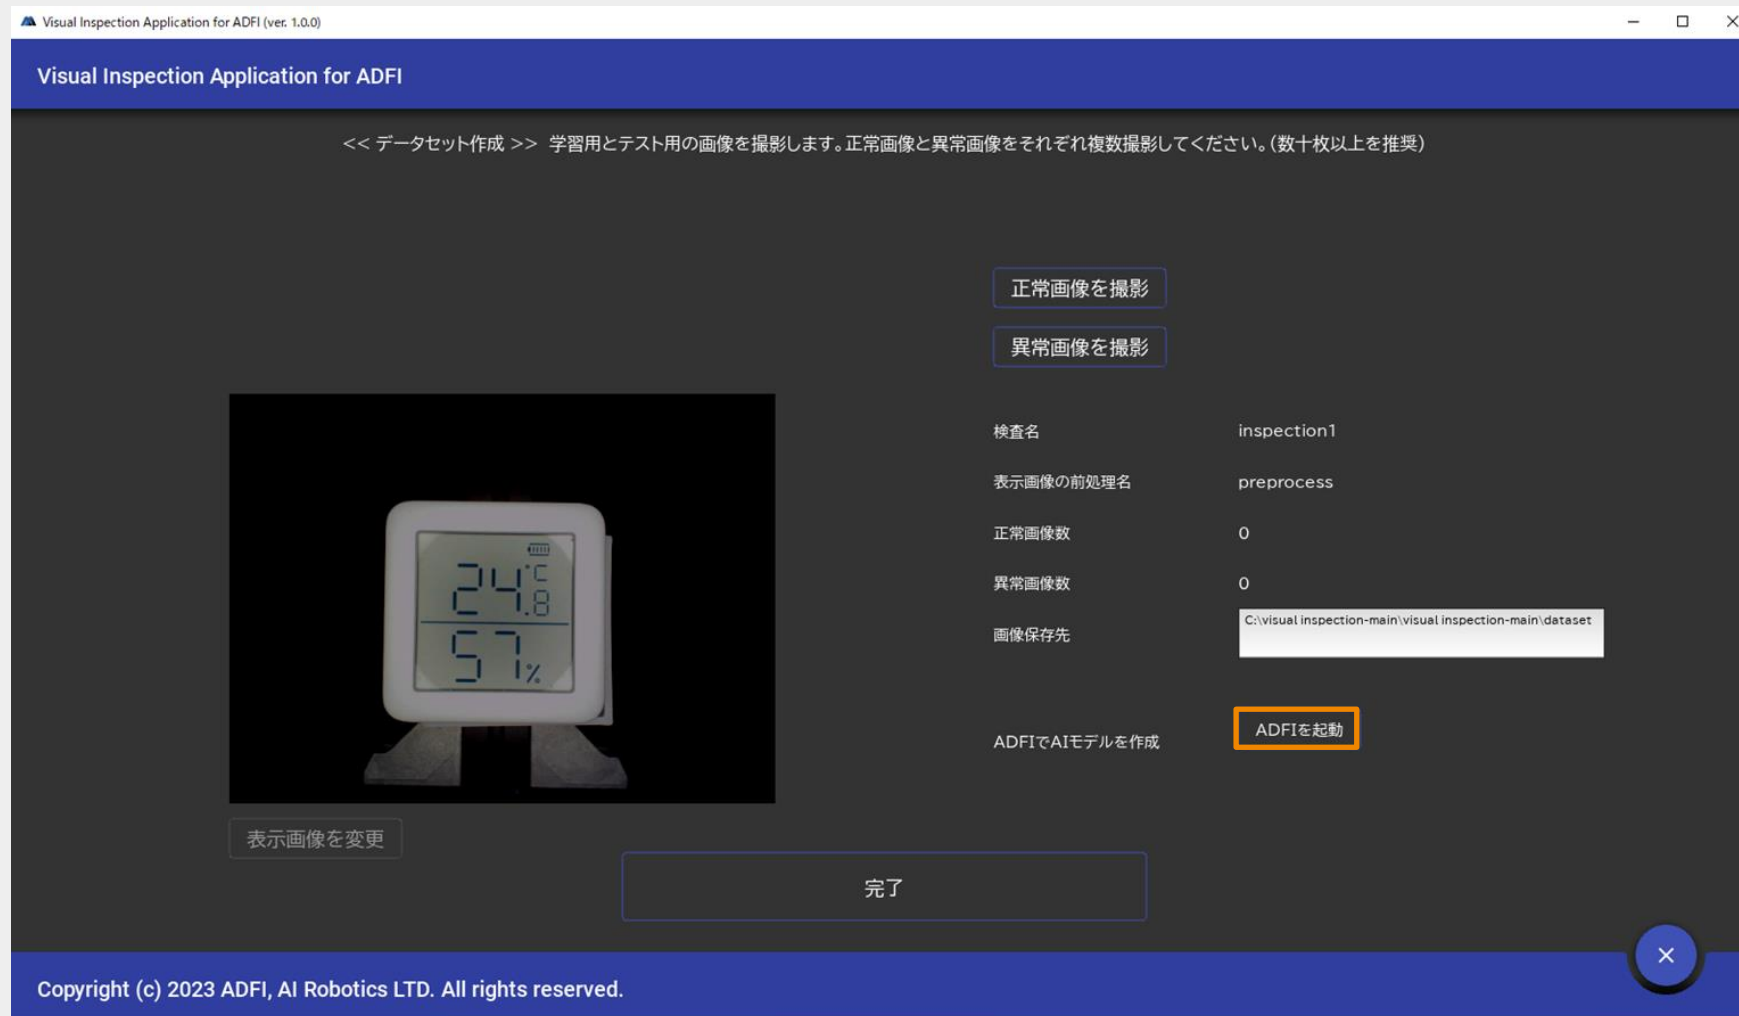 Visual Inspection Application for ADFI (ver. 1.0.0)
Visual Inspection Application for ADFI
<< データセット作成 >> 学習用とテスト用の画像を撮影します。正常画像と異常画像をそれぞれ複数撮影してください。(数十枚以上を推奨)
正常画像を撮影
異常画像を撮影
検査名 inspection1
表示画像の前処理名 preprocess
正常画像数 0
異常画像数 0
画像保存先 C:\visual inspection-main\visual inspection-main\dataset
24.8 °C
57%
ADFIでAIモデルを作成 ADFIを起動
表示画像を変更
完了
Copyright (c) 2023 ADFI, AI Robotics LTD. All rights reserved.